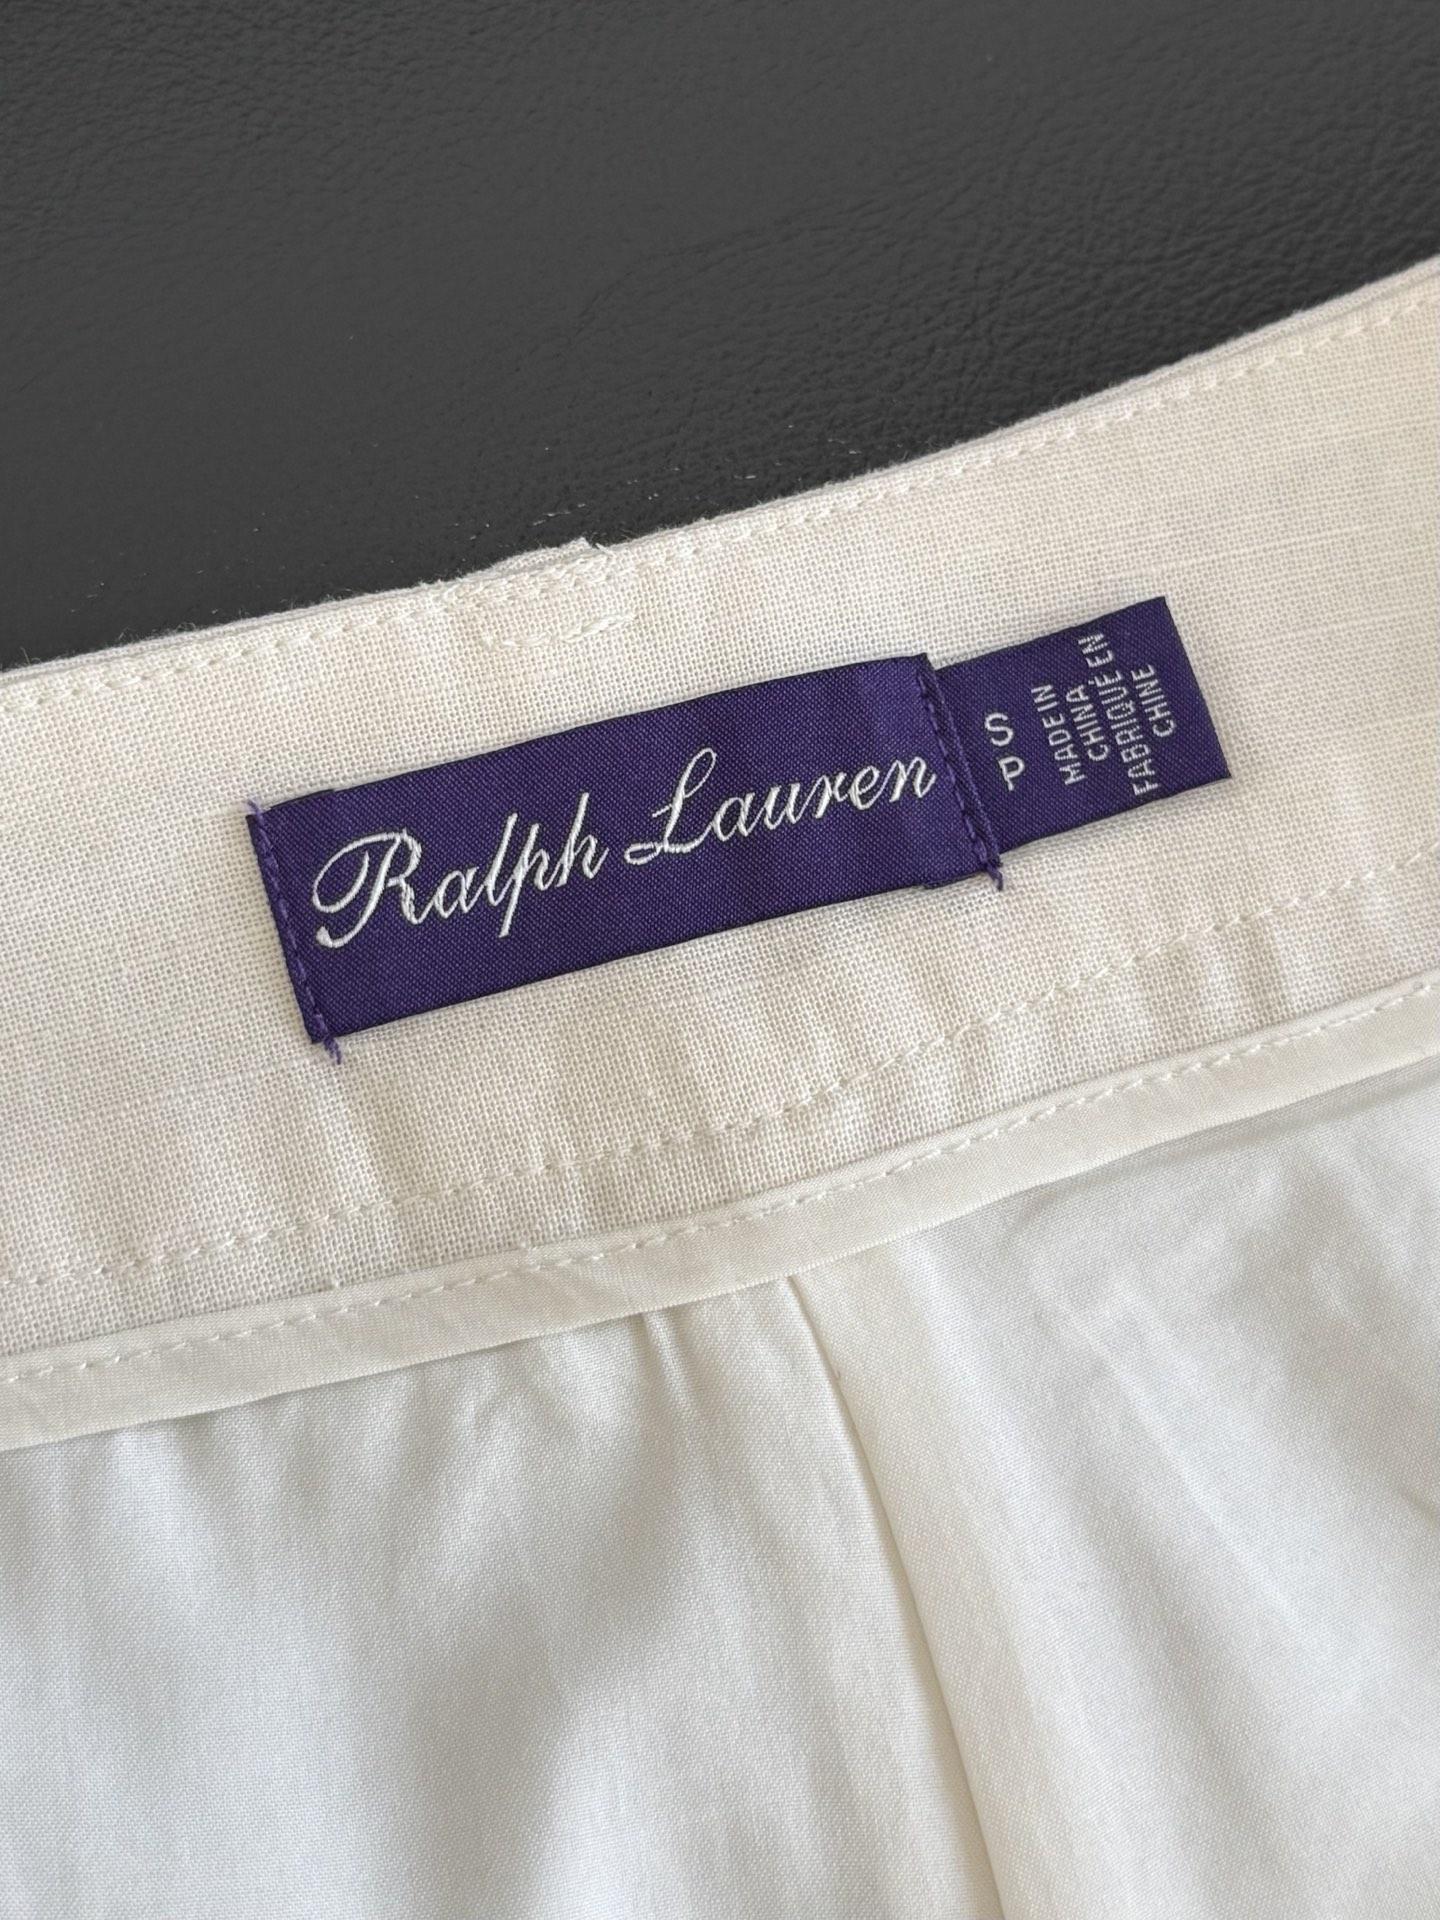 Ralph Lauren
S
P
MADE IN
CHINA
FABRIQUÉ EN
CHINE